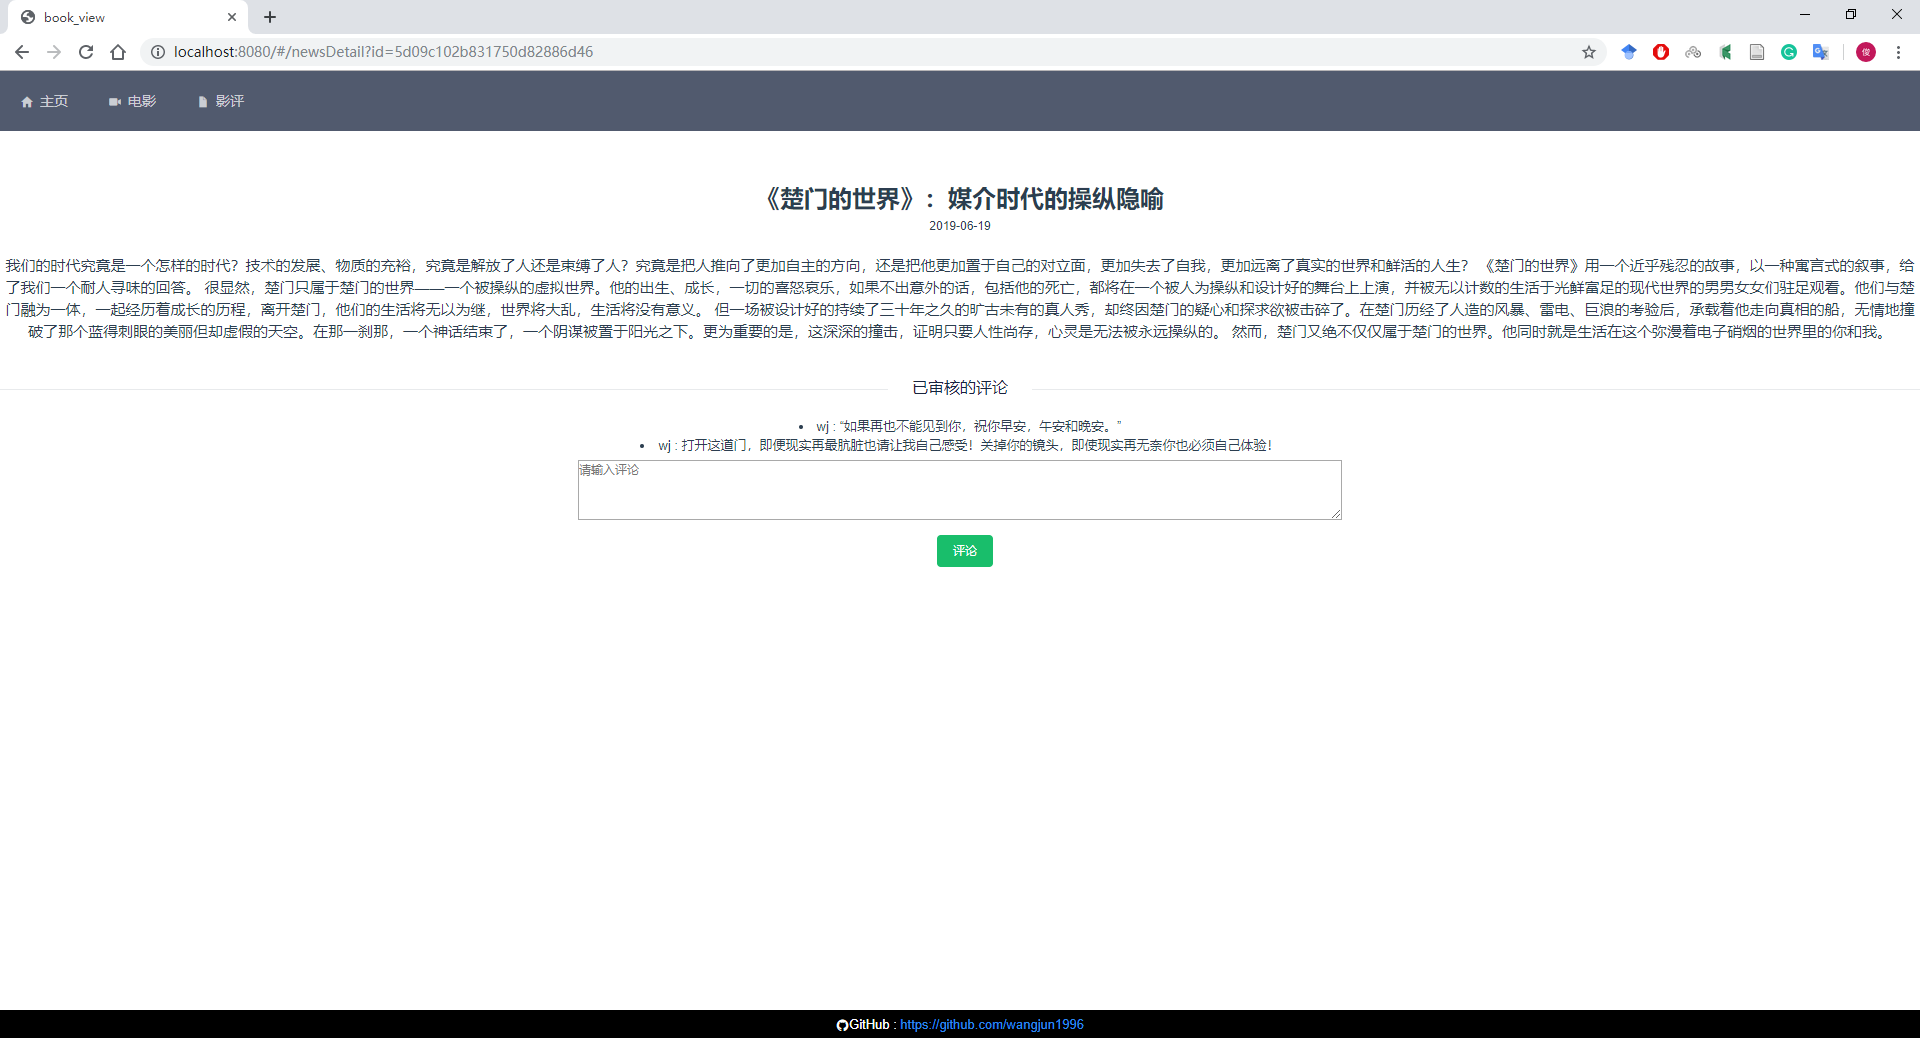 book_view
localhost:8080/#/newsDetail?id=5d09c102b831750d82886d46
俊
主页 电影 影评
《楚门的世界》：媒介时代的操纵隐喻
2019-06-19
我们的时代究竟是一个怎样的时代？技术的发展、物质的充裕，究竟是解放了人还是束缚了人？究竟是把人推向了更加自主的方向，还是把他更加置于自己的对立面，更加失去了自我，更加远离了真实的世界和鲜活的人生？ 《楚门的世界》用一个近乎残忍的故事，以一种寓言式的叙事，给
了我们一个耐人寻味的回答。 很显然，楚门只属于楚门的世界——一个被操纵的虚拟世界。他的出生、成长，一切的喜怒哀乐，如果不出意外的话，包括他的死亡，都将在一个被人为操纵和设计好的舞台上上演，并被无以计数的生活于光鲜富足的现代世界的男男女女们驻足观看。他们与楚
门融为一体，一起经历着成长的历程，离开楚门，他们的生活将无以为继，世界将大乱，生活将没有意义。 但一场被设计好的持续了三十年之久的旷古未有的真人秀，却终因楚门的疑心和探求欲被击碎了。在楚门历经了人造的风暴、雷电、巨浪的考验后，承载着他走向真相的船，无情地撞
破了那个蓝得刺眼的美丽但却虚假的天空。在那一刹那，一个神话结束了，一个阴谋被置于阳光之下。更为重要的是，这深深的撞击，证明只要人性尚存，心灵是无法被永远操纵的。 然而，楚门又绝不仅仅属于楚门的世界。他同时就是生活在这个弥漫着电子硝烟的世界里的你和我。
已审核的评论
• wj : “如果再也不能见到你，祝你早安，午安和晚安。”
• wj : 打开这道门，即便现实再最肮脏也请让我自己感受！关掉你的镜头，即使现实再无奈你也必须自己体验！
请输入评论
评论
GitHub : https://github.com/wangjun1996